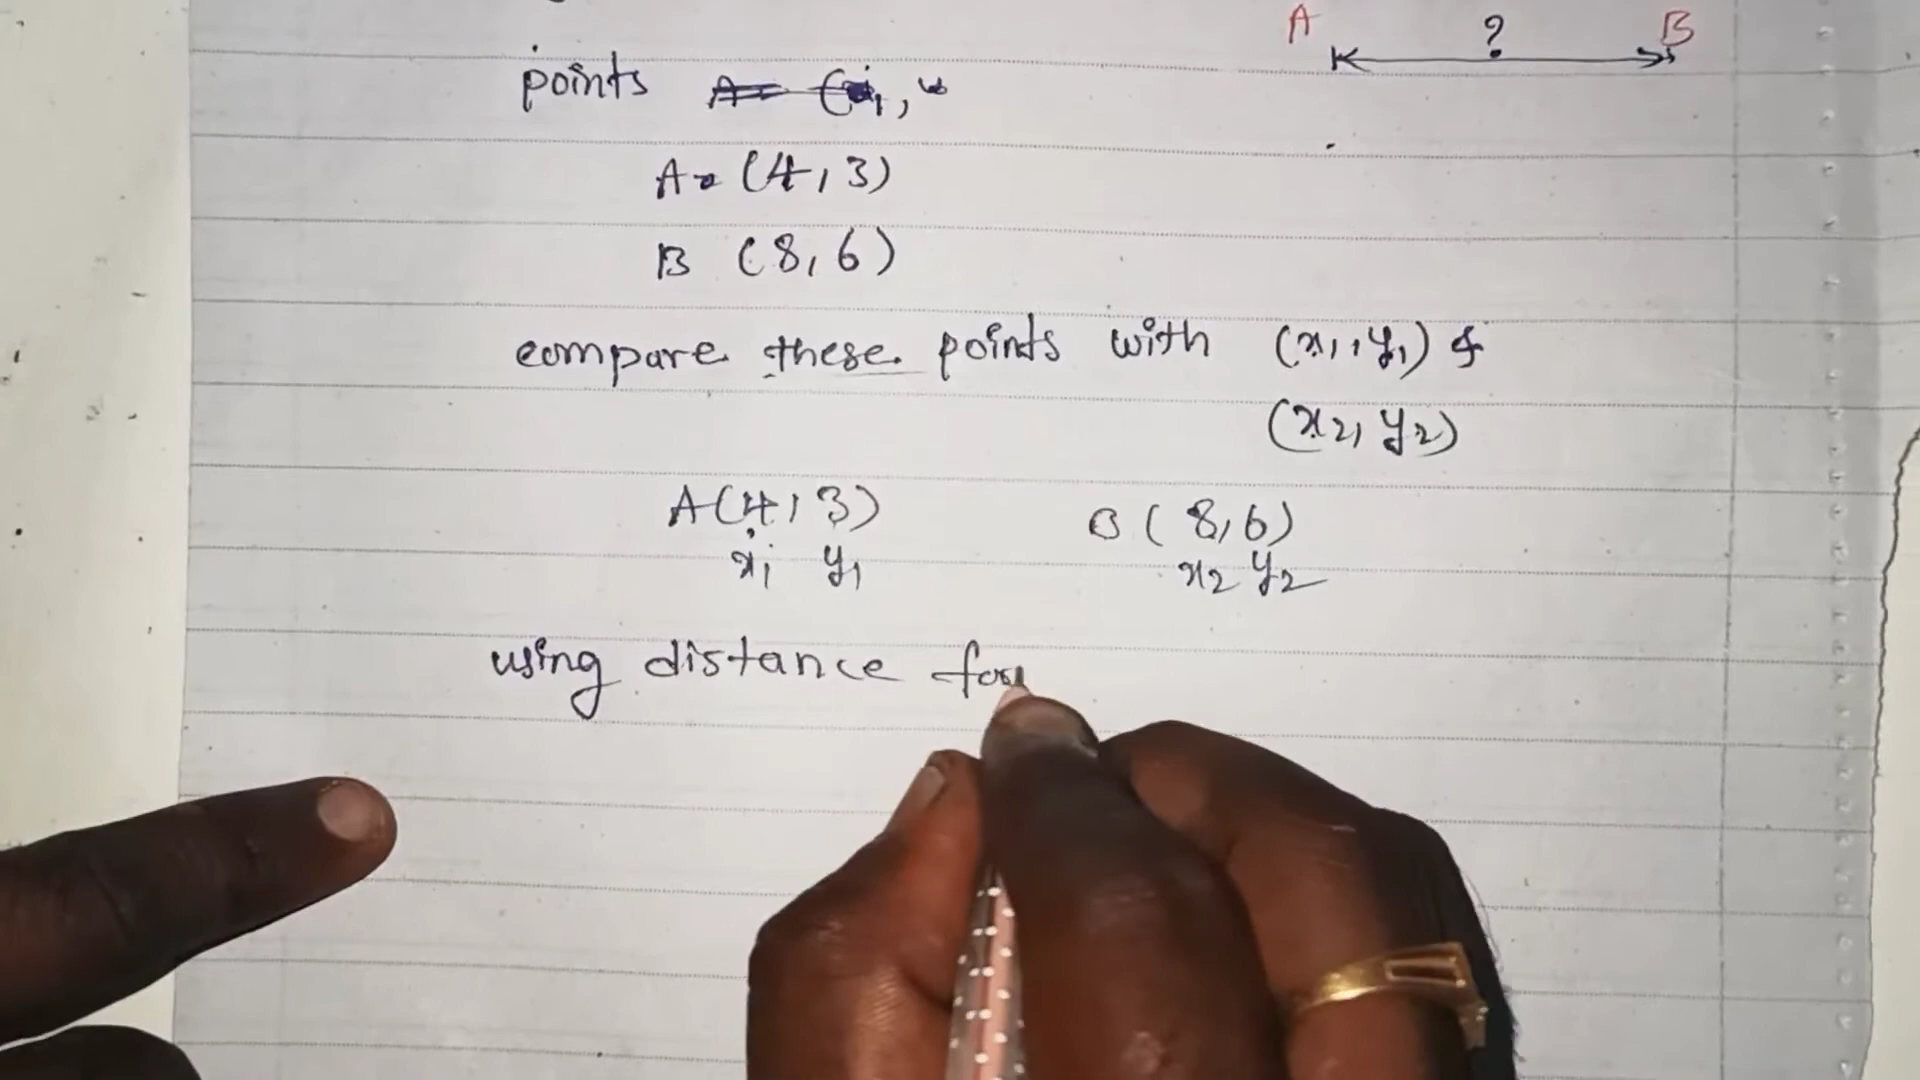 A ? B
points
A = (4, 3)
B (8, 6)
compare these points with (x₁, y₁) &
(x₂, y₂)
A(4, 3) B (8, 6)
x₁ y₁ x₂ y₂
using distance for